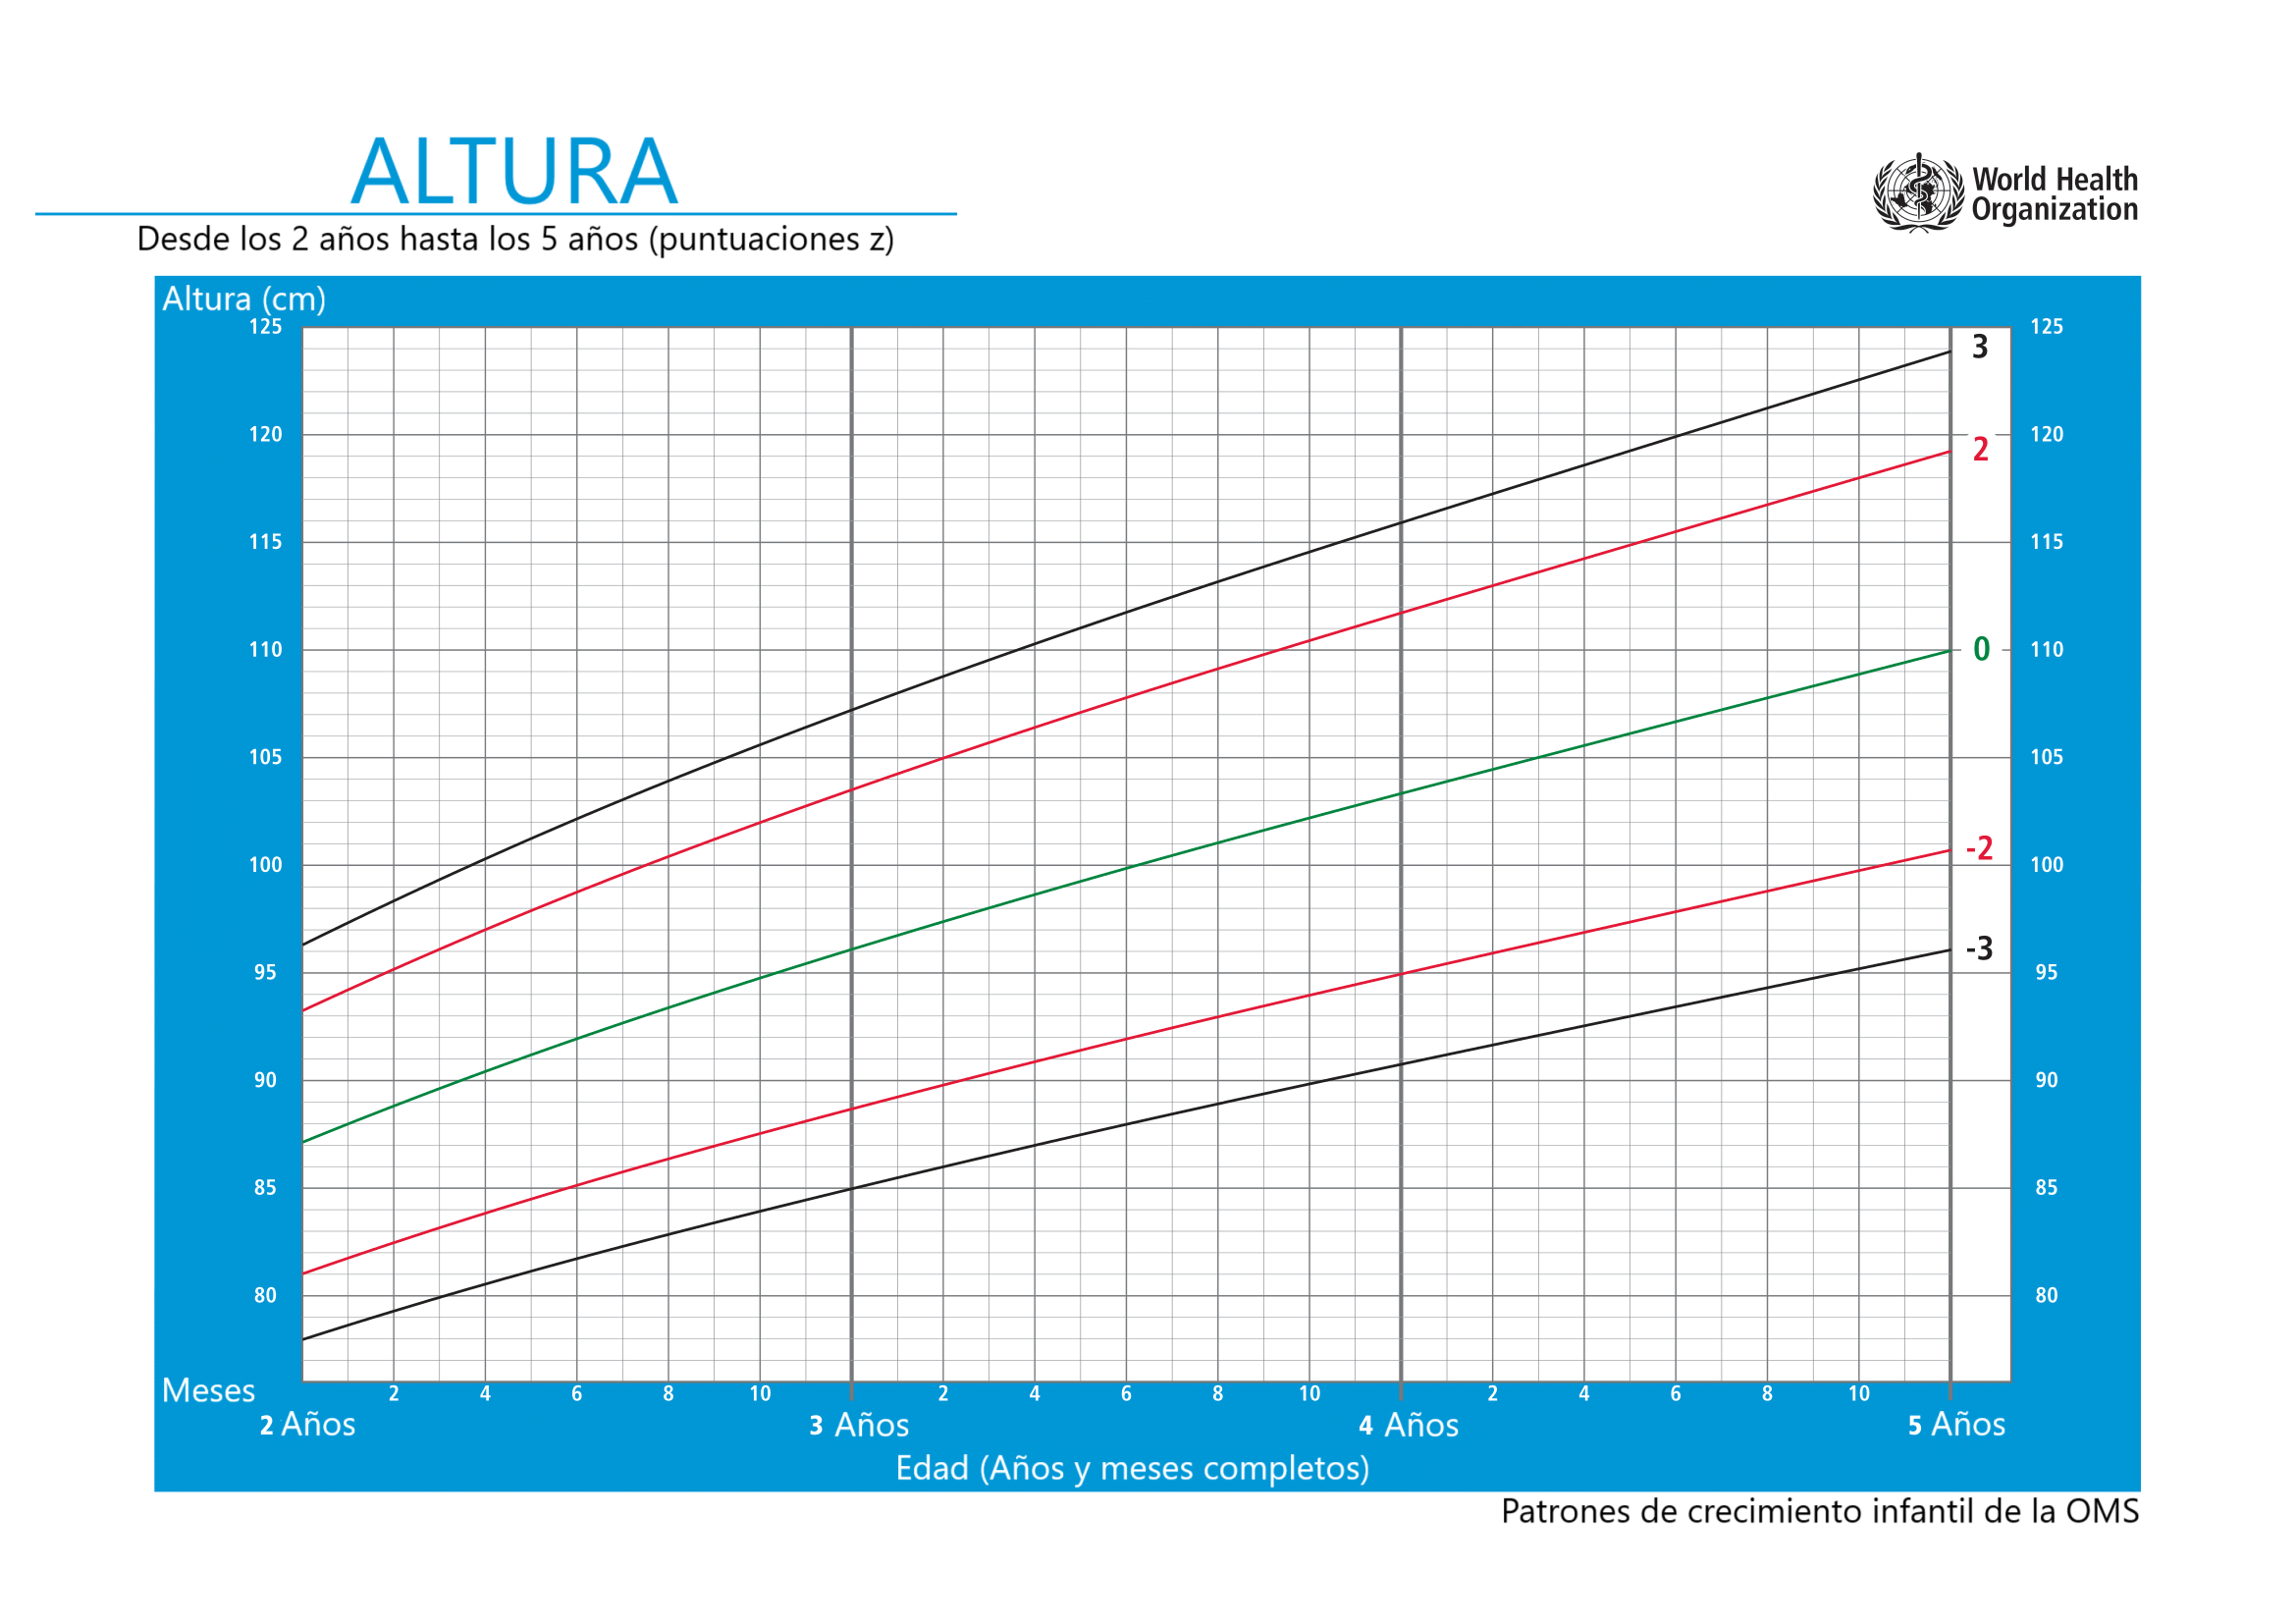 ALTURA
Desde los 2 años hasta los 5 años (puntuaciones z)
World Health
Organization
Altura (cm)
125 125
3
120 120
2
115 115
110 0 110
105 105
100 -2 100
95 -3 95
90 90
85 85
80 80
Meses 2 4 6 8 10 2 4 6 8 10 2 4 6 8 10
2 Años 3 Años 4 Años 5 Años
Edad (Años y meses completos)
Patrones de crecimiento infantil de la OMS